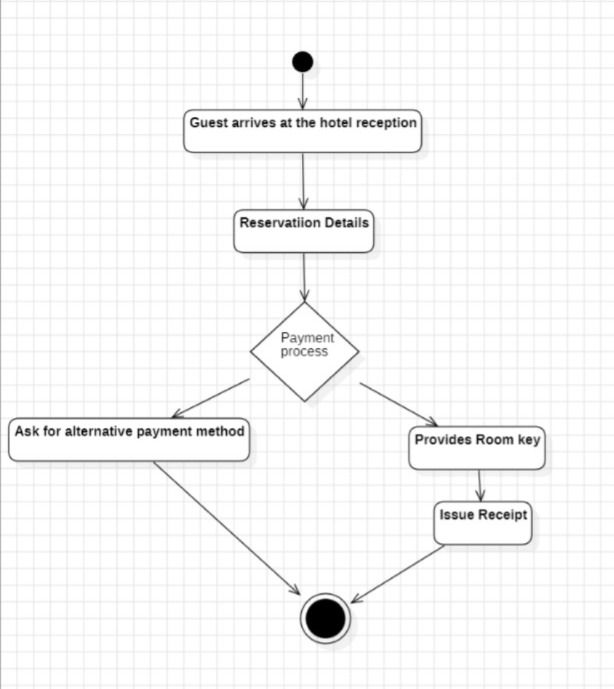 Guest arrives at the hotel reception
Reservatiion Details
Payment
process
Ask for alternative payment method
Provides Room key
Issue Receipt